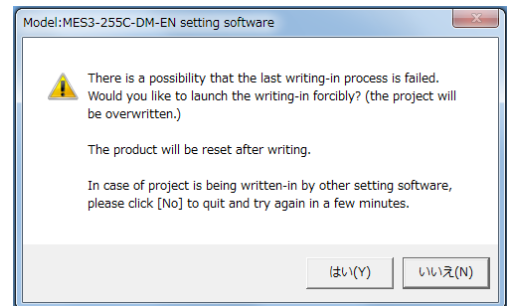 Model:MES3-255C-DM-EN setting software
There is a possibility that the last writing-in process is failed.
Would you like to launch the writing-in forcibly? (the project will
be overwritten.)
The product will be reset after writing.
In case of project is being written-in by other setting software,
please click [No] to quit and try again in a few minutes.
はい(Y)
いいえ(N)